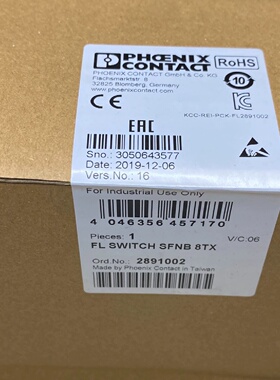 PHOENIX
CONTACT
RoHS
PHOENIX CONTACT GmbH & Co. KG
Flachsmarktstr. 8
32825 Blomberg, Germany
www.phoenixcontact.com
10
CE
KCC-REI-PCK-FL2891002
EAC
Sno.: 3050643577
Date: 2019-12-06
Vers.No.: 16
For Industrial Use Only
4 046356 457170
Pieces: 1
V/C:06
FL SWITCH SFNB 8TX
Ord.No.: 2891002
Made by Phoenix Contact in Taiwan